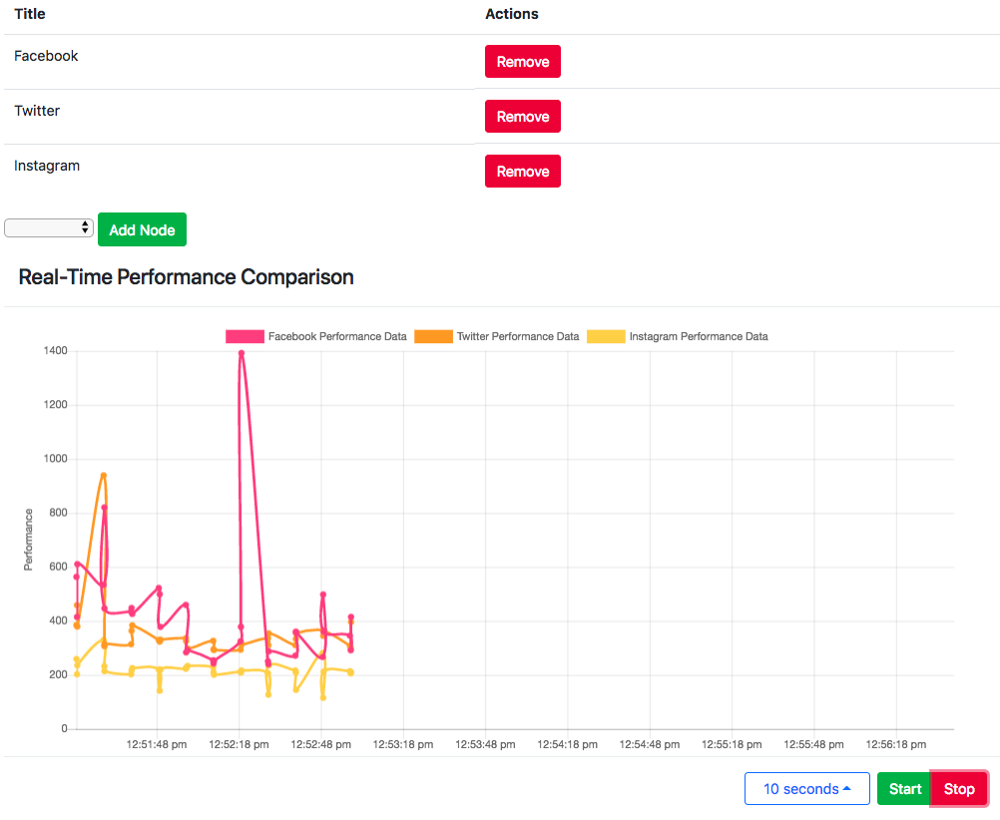 Title Actions
Facebook Remove
Twitter Remove
Instagram Remove
Add Node
Real-Time Performance Comparison
Facebook Performance Data Twitter Performance Data Instagram Performance Data
1400
1200
1000
800
600
400
200
0
Performance
12:51:48 pm 12:52:18 pm 12:52:48 pm 12:53:18 pm 12:53:48 pm 12:54:18 pm 12:54:48 pm 12:55:18 pm 12:55:48 pm 12:56:18 pm
10 seconds Start Stop